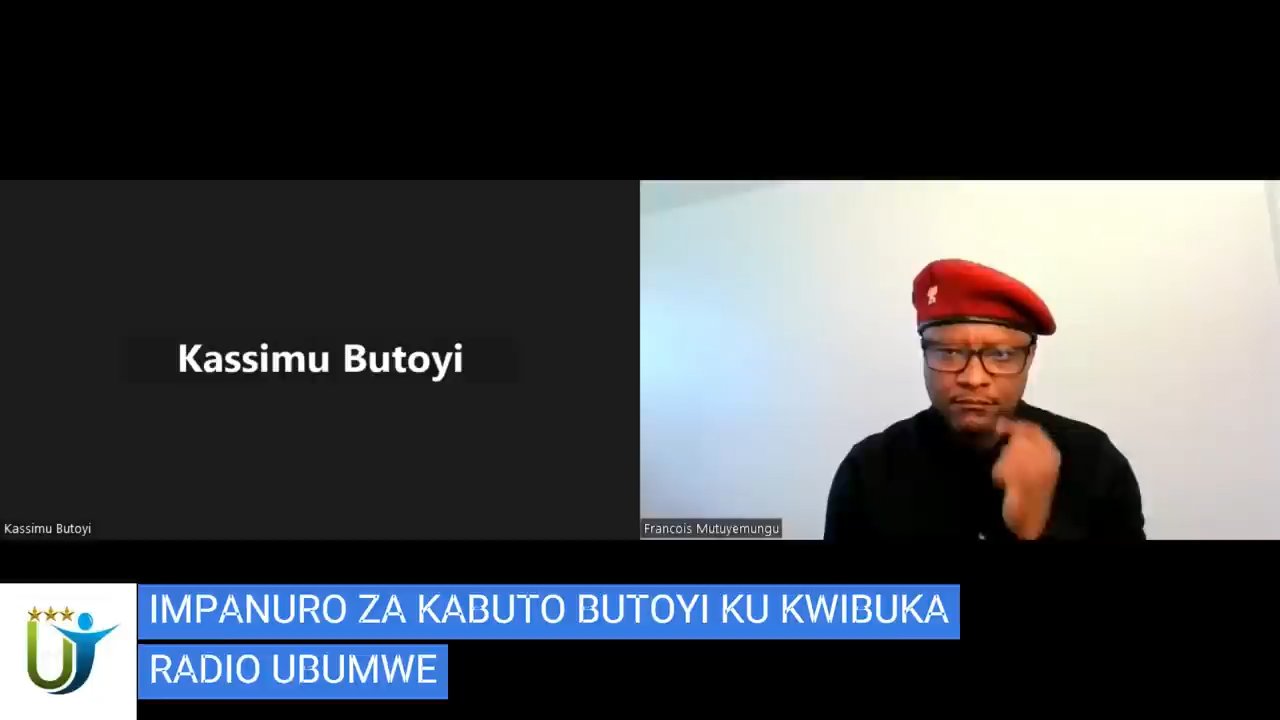 Kassimu Butoyi
Kassimu Butoyi
Francois Mutuyemungu
IMPANURO ZA KABUTO BUTOYI KU KWIBUKA
RADIO UBUMWE